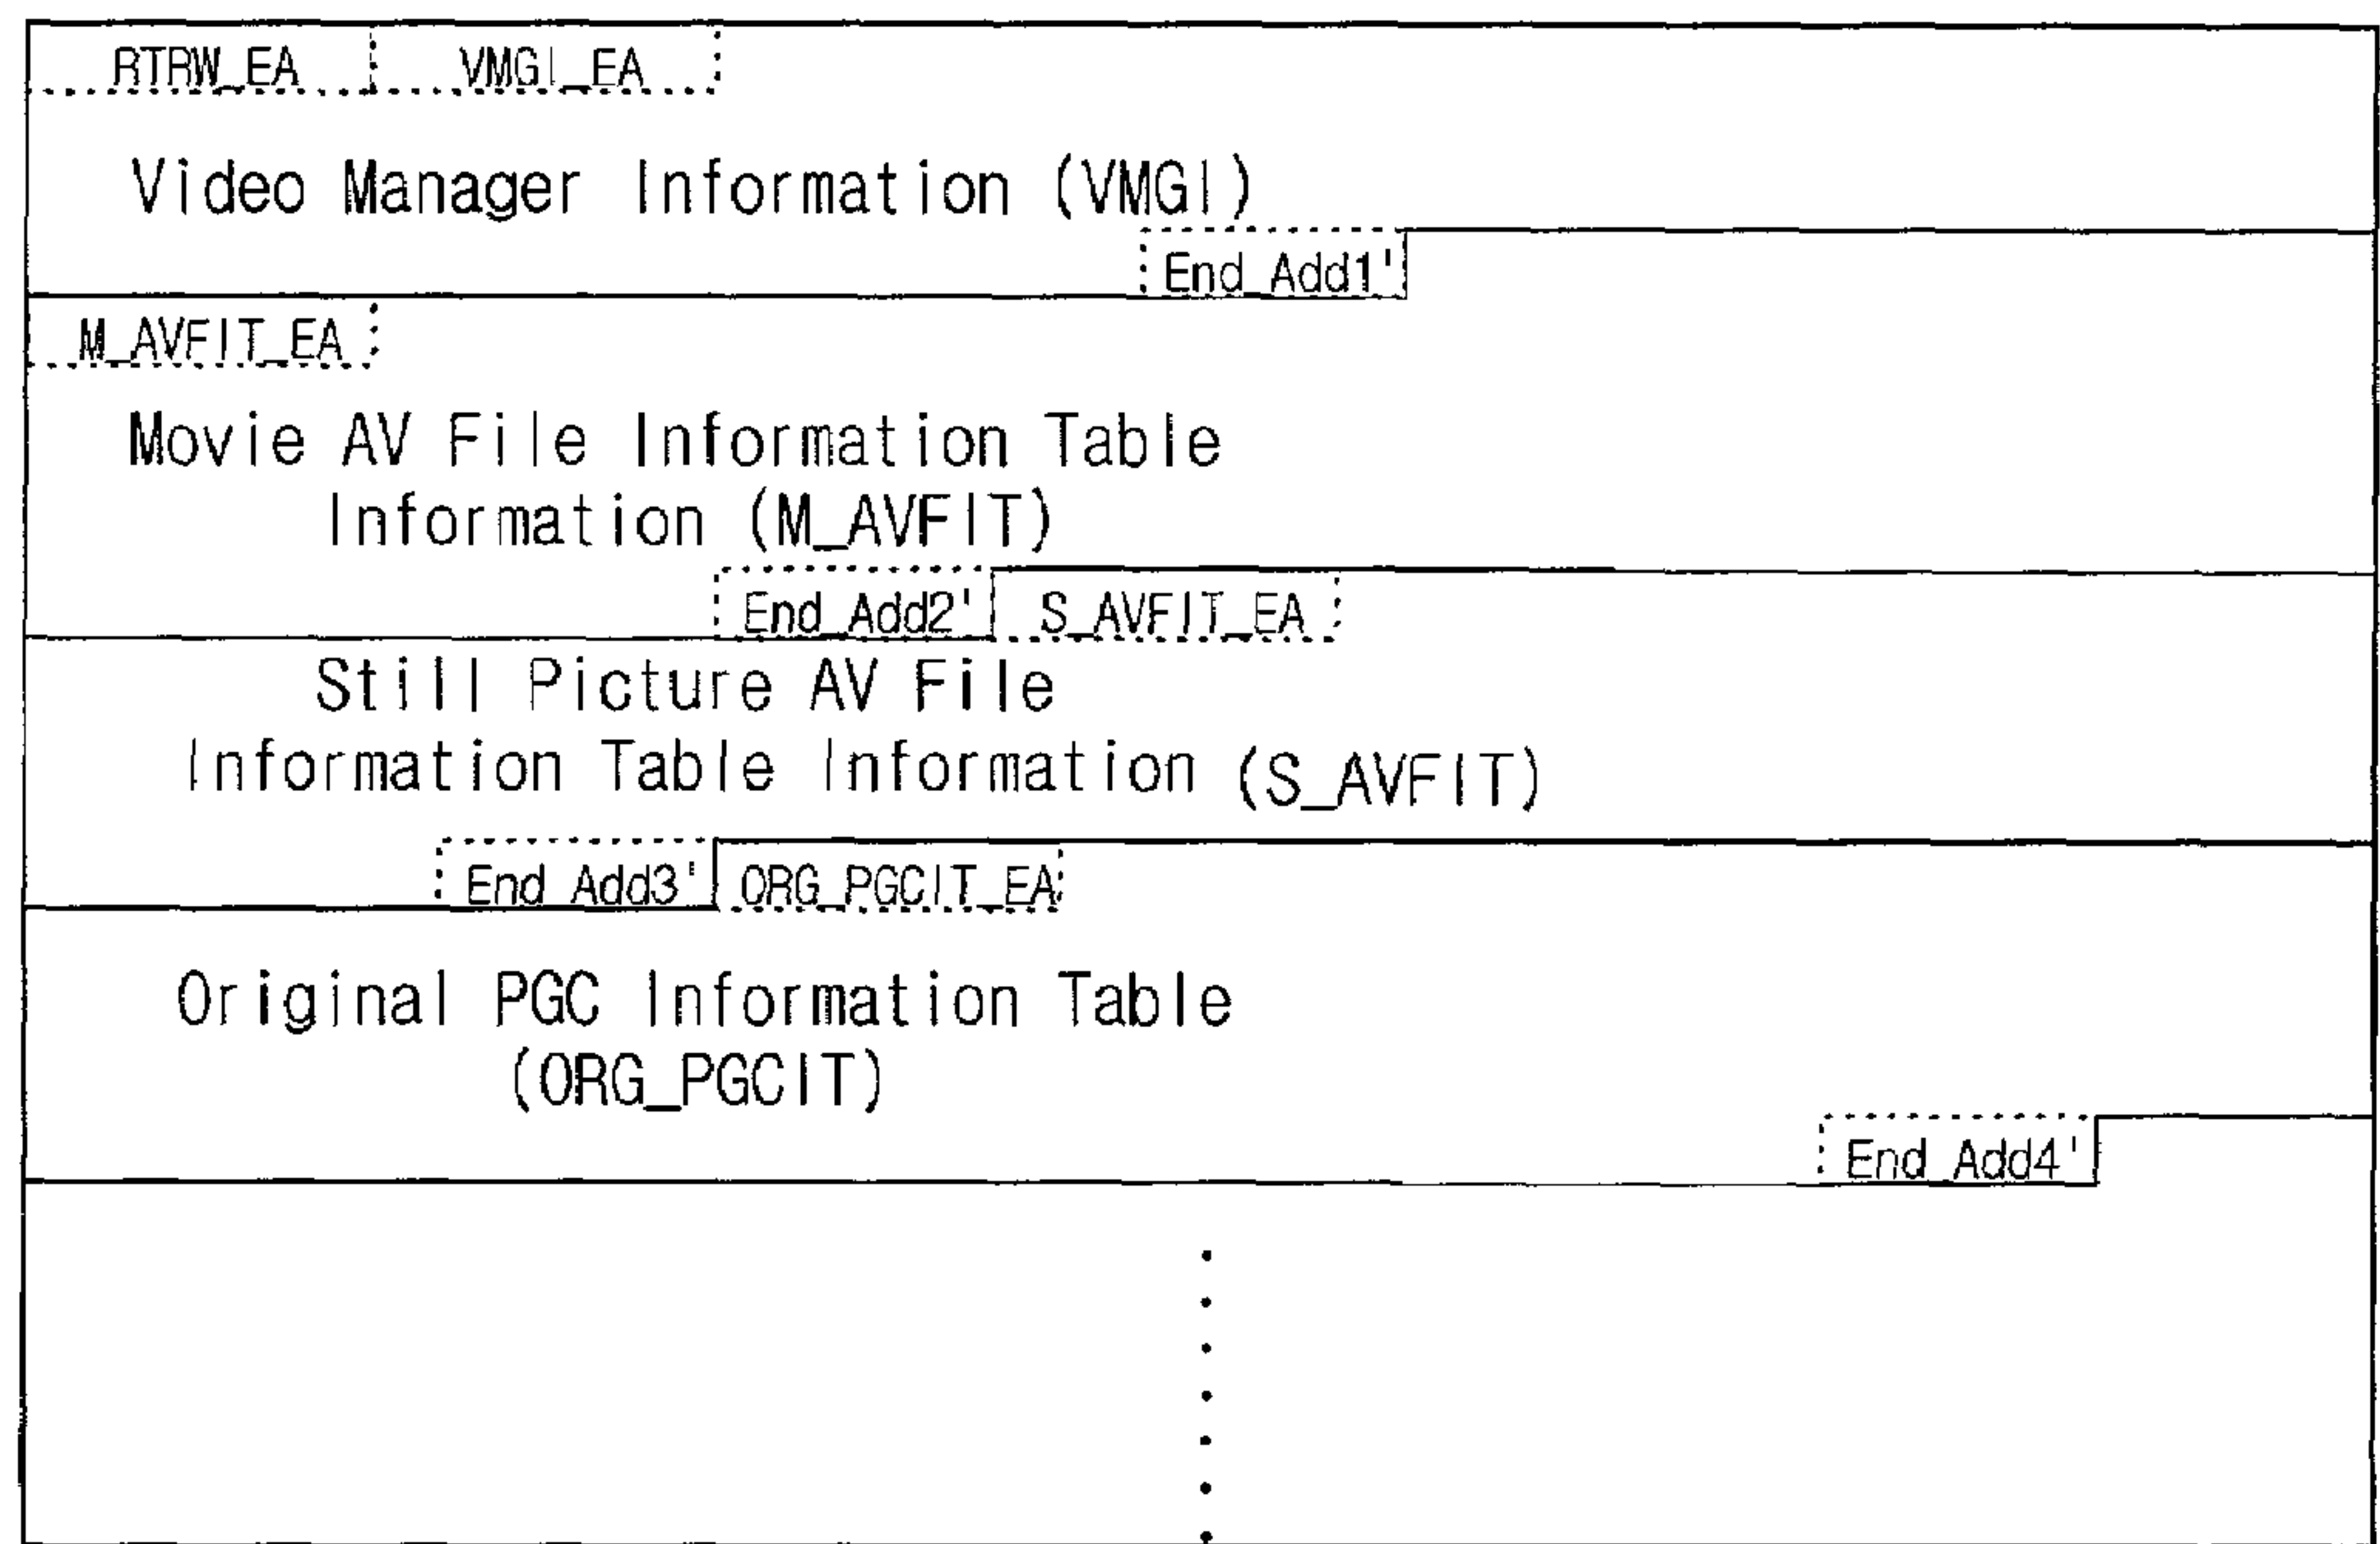 RTRW_EA VMGI_EA
Video Manager Information (VMGI)
End_Add1'
M_AVFIT_EA
Movie AV File Information Table
Information (M_AVFIT)
End_Add2' S_AVFIT_EA
Still Picture AV File
Information Table Information (S_AVFIT)
End_Add3' ORG_PGCIT_EA
Original PGC Information Table
(ORG_PGCIT)
End_Add4'